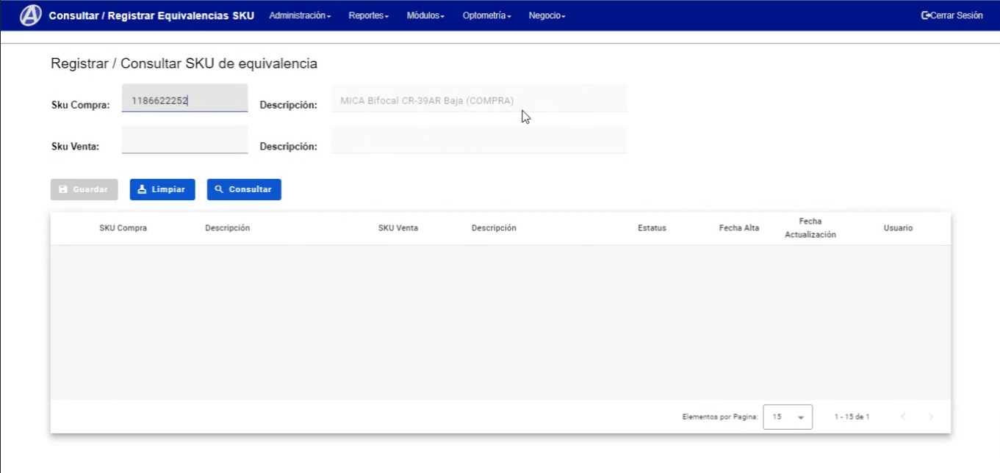 Consultar / Registrar Equivalencias SKU Administración Reportes Módulos Optometría Negocio Cerrar Sesión
Registrar / Consultar SKU de equivalencia
Sku Compra: 1186622252 Descripción: MICA Bifocal CR-39AR Baja (COMPRA)
Sku Venta: Descripción:
Guardar Limpiar Consultar
SKU Compra Descripción SKU Venta Descripción Estatus Fecha Alta Fecha Actualización Usuario
Elementos por Pagina: 15 1 - 15 de 1